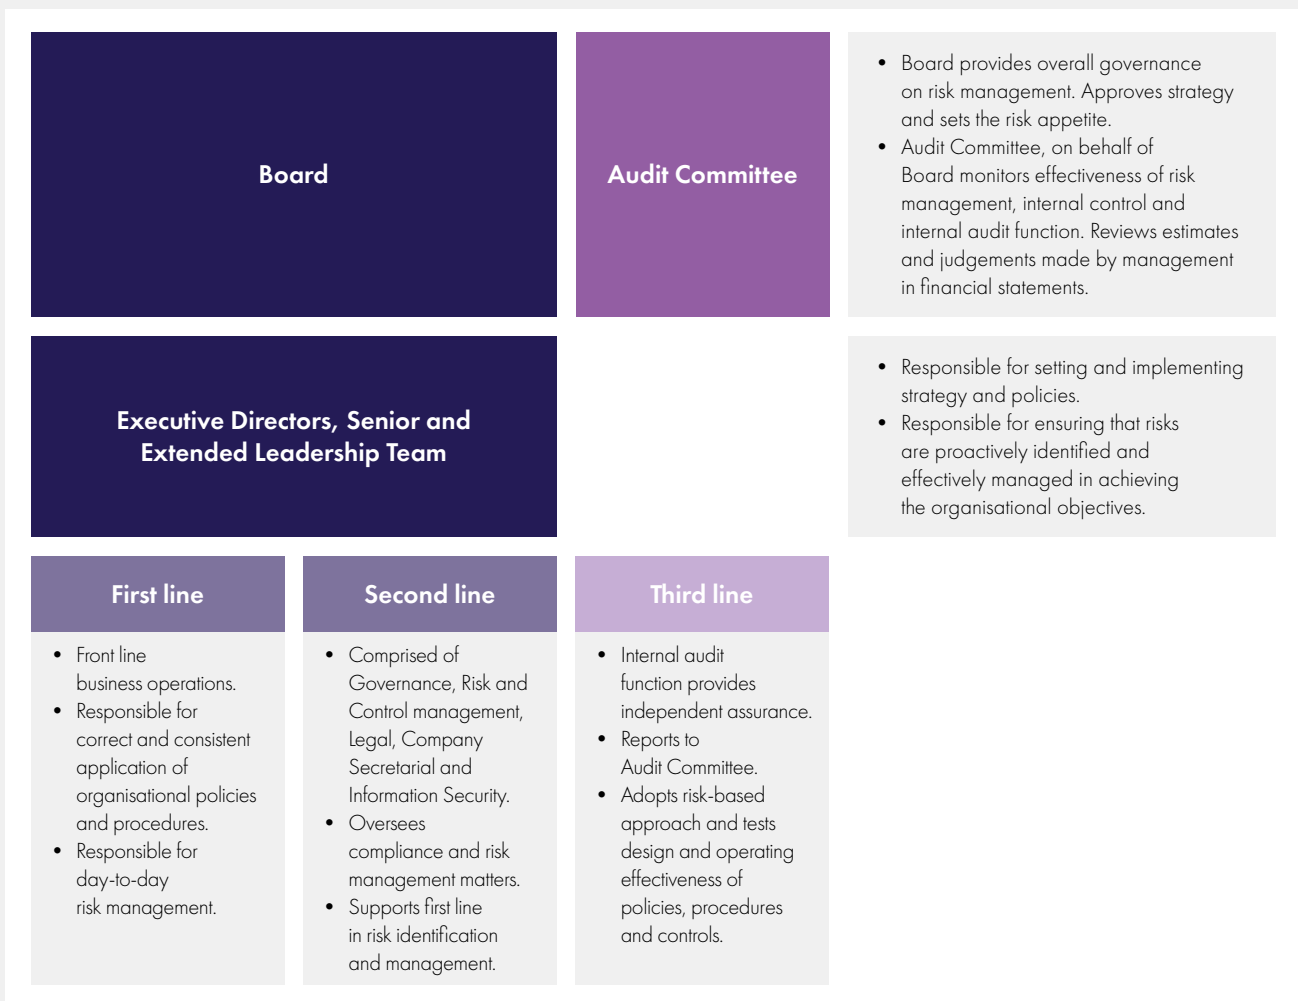 Board
Audit Committee
• Board provides overall governance
on risk management. Approves strategy
and sets the risk appetite.
• Audit Committee, on behalf of
Board monitors effectiveness of risk
management, internal control and
internal audit function. Reviews estimates
and judgements made by management
in financial statements.
Executive Directors, Senior and
Extended Leadership Team
• Responsible for setting and implementing
strategy and policies.
• Responsible for ensuring that risks
are proactively identified and
effectively managed in achieving
the organisational objectives.
First line
• Front line
business operations.
• Responsible for
correct and consistent
application of
organisational policies
and procedures.
• Responsible for
day-to-day
risk management.
Second line
• Comprised of
Governance, Risk and
Control management,
Legal, Company
Secretarial and
Information Security.
• Oversees
compliance and risk
management matters.
• Supports first line
in risk identification
and management.
Third line
• Internal audit
function provides
independent assurance.
• Reports to
Audit Committee.
• Adopts risk-based
approach and tests
design and operating
effectiveness of
policies, procedures
and controls.